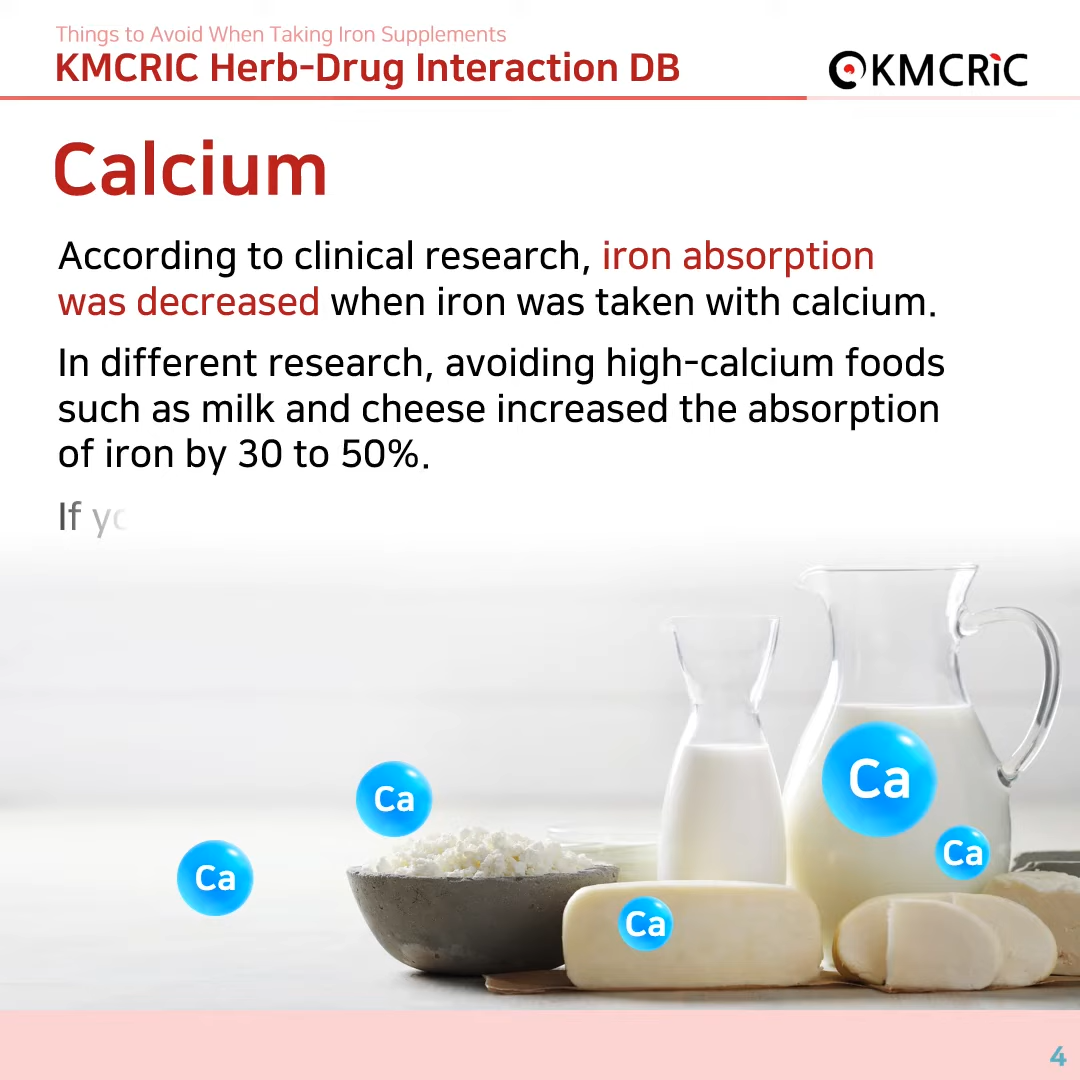 Things to Avoid When Taking Iron Supplements
KMCRIC Herb-Drug Interaction DB
KMCRiC
Calcium
According to clinical research, iron absorption
was decreased when iron was taken with calcium.
In different research, avoiding high-calcium foods
such as milk and cheese increased the absorption
of iron by 30 to 50%.
If
Ca
Ca
Ca
Ca
Ca
4